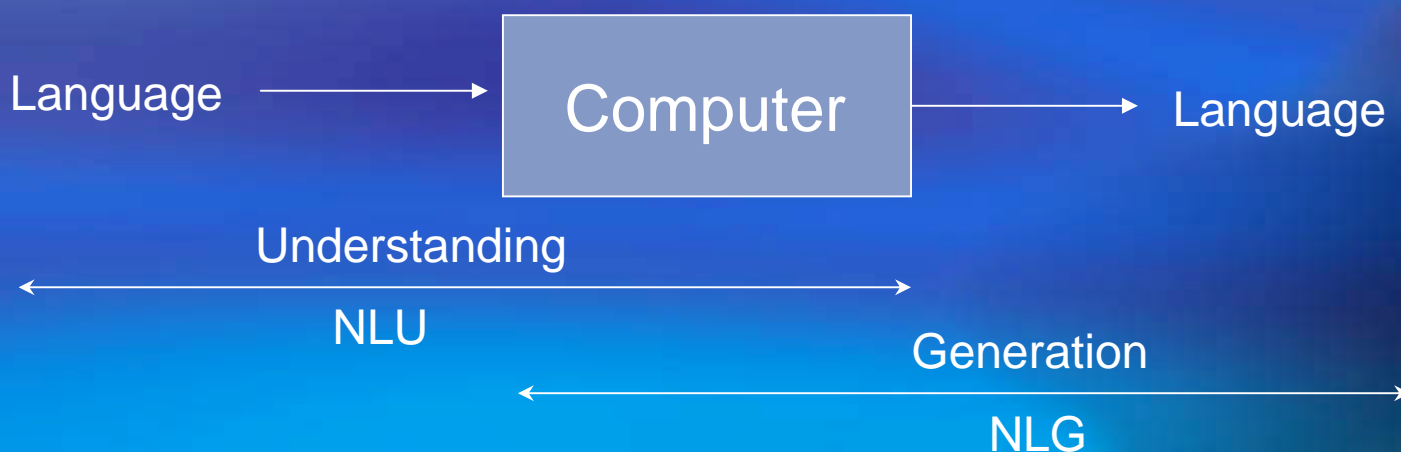 Language
Computer
Language
Understanding
NLU
Generation
NLG